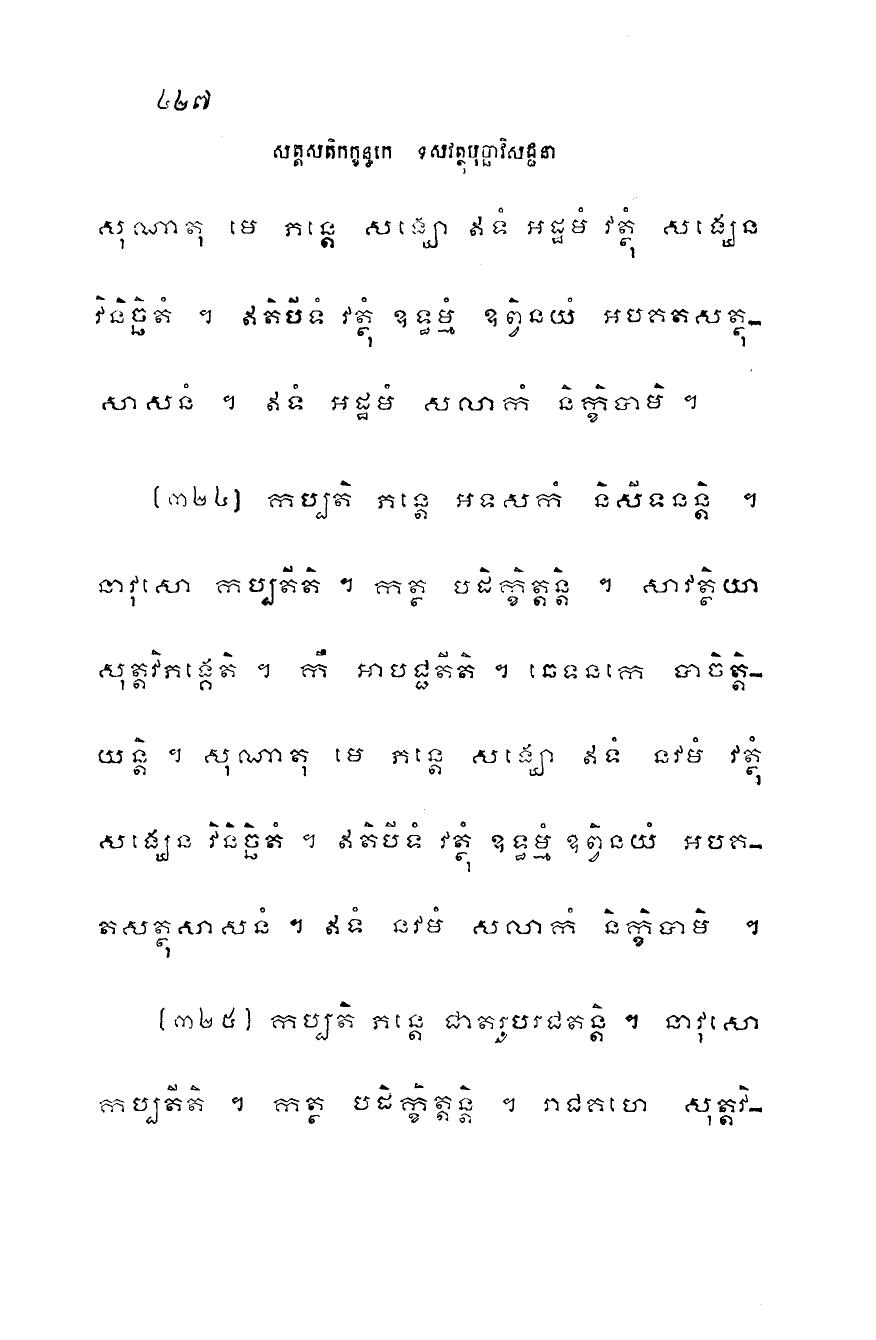 ៤២៧
សត្តសតិកក្ខន្ធកេ ទសវត្ថុបុច្ឆាវិសជ្ជនា
សុណាតុ មេ ភន្តេ សង្ឃោ ឥទំ អដ្ឋមំ វត្ថុំ សង្ឃេន
វិនិច្ឆិតំ ។ ឥតិបីទំ វត្ថុំ ឧទ្ធម្មំ ឧព្វិនយំ អបគតសត្ថុ-
សាសនំ ។ ឥទំ អដ្ឋមំ សលាកំ និក្ខិបាមិ ។
(៣២៤) កប្បតិ ភន្តេ អទសកំ និសីទនន្តិ ។
នាវុសោ កប្បតីតិ ។ កត្ថ បដិក្ខិត្តន្តិ ។ សាវត្ថិយា
សុត្តវិភង្គេតិ ។ កឹ អាបជ្ជតីតិ ។ ឆេទនកេ បាចិត្តិ-
យន្តិ ។ សុណាតុ មេ ភន្តេ សង្ឃោ ឥទំ នវមំ វត្ថុំ
សង្ឃេន វិនិច្ឆិតំ ។ ឥតិបីទំ វត្ថុំ ឧទ្ធម្មំ ឧព្វិនយំ អបគ-
តសត្ថុសាសនំ ។ ឥទំ នវមំ សលាកំ និក្ខិបាមិ ។
(៣២៥) កប្បតិ ភន្តេ ជាតរូបរជតន្តិ ។ នាវុសោ
កប្បតីតិ ។ កត្ថ បដិក្ខិត្តន្តិ ។ រាជគហេ សុត្តវិ-